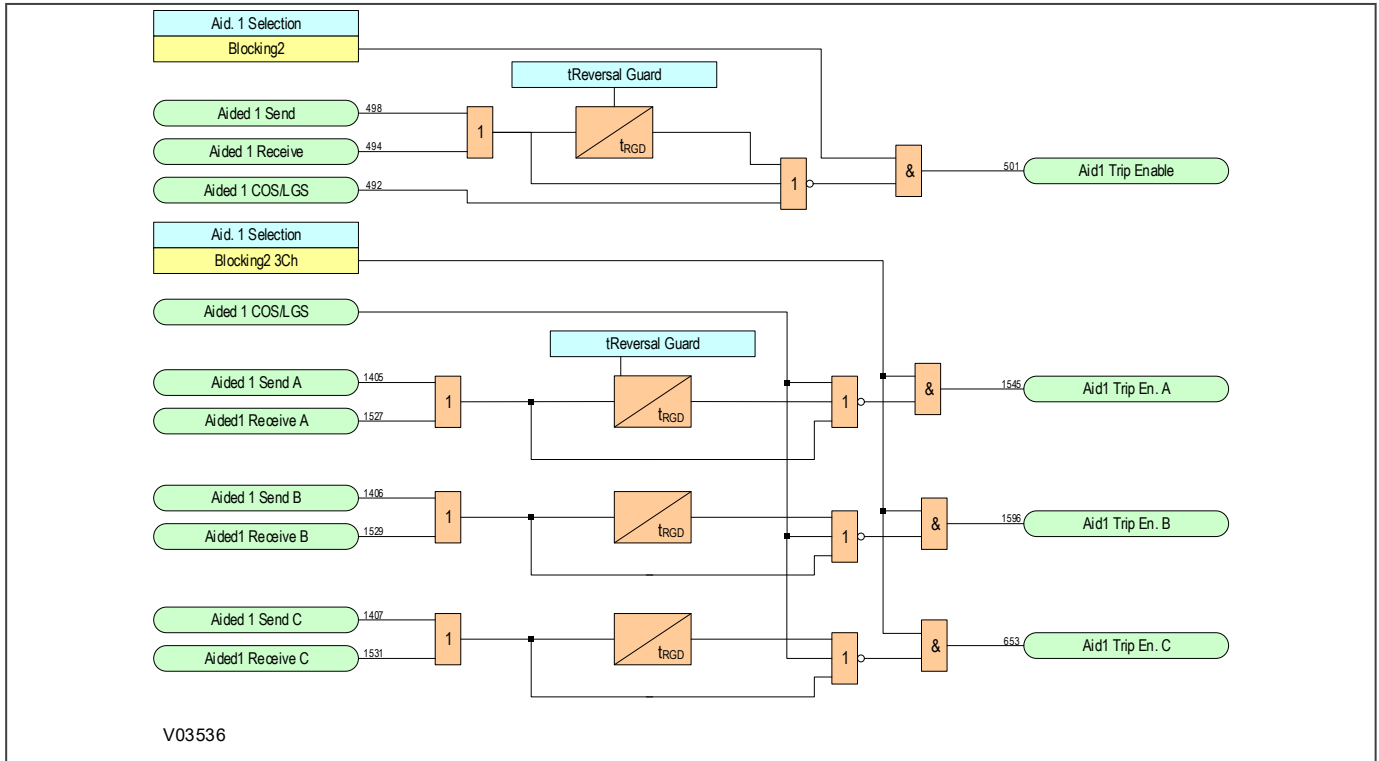 Aid. 1 Selection
Blocking2
tReversal Guard
Aided 1 Send
498
1
tRGD
Aided 1 Receive
494
Aided 1 COS/LGS
492
1
&
501
Aid1 Trip Enable
Aid. 1 Selection
Blocking2 3Ch
Aided 1 COS/LGS
tReversal Guard
Aided 1 Send A
1405
Aided1 Receive A
1527
1
tRGD
1
&
1545
Aid1 Trip En. A
Aided 1 Send B
1406
Aided1 Receive B
1529
1
tRGD
1
&
1596
Aid1 Trip En. B
Aided 1 Send C
1407
Aided1 Receive C
1531
1
tRGD
1
&
653
Aid1 Trip En. C
V03536